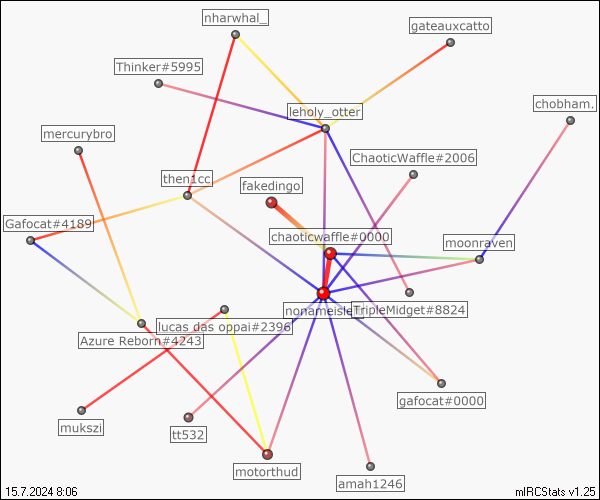 nharwhal_
gateauxcatto
Thinker#5995
chobham.
leholy_otter
mercurybro
ChaoticWaffle#2006
then1cc
fakedingo
Gafocat#4189
chaoticwaffle#0000
moonraven
TripleMidget#8824
lucas das oppai#2396
Azure Reborn#4243
gafocat#0000
mukszi
tt532
motorthud
amah1246
15.7.2024 8:06
mIRCStats v1.25